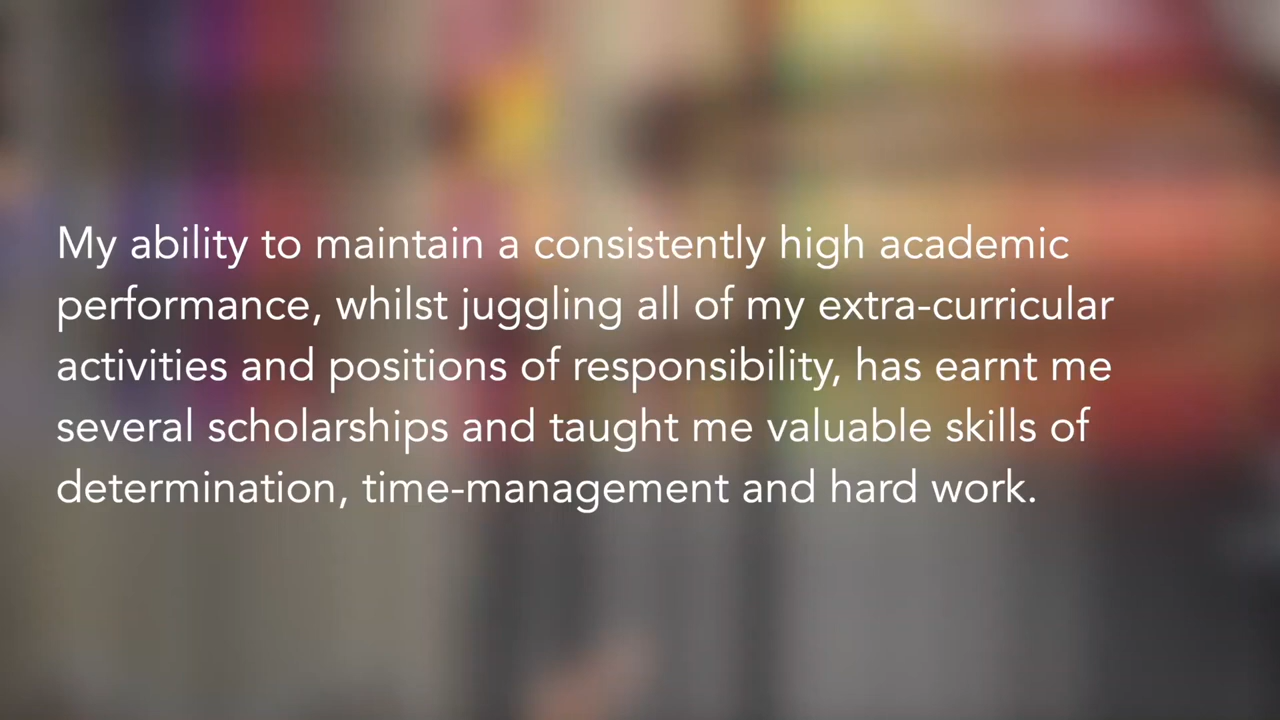 My ability to maintain a consistently high academic
performance, whilst juggling all of my extra-curricular
activities and positions of responsibility, has earnt me
several scholarships and taught me valuable skills of
determination, time-management and hard work.